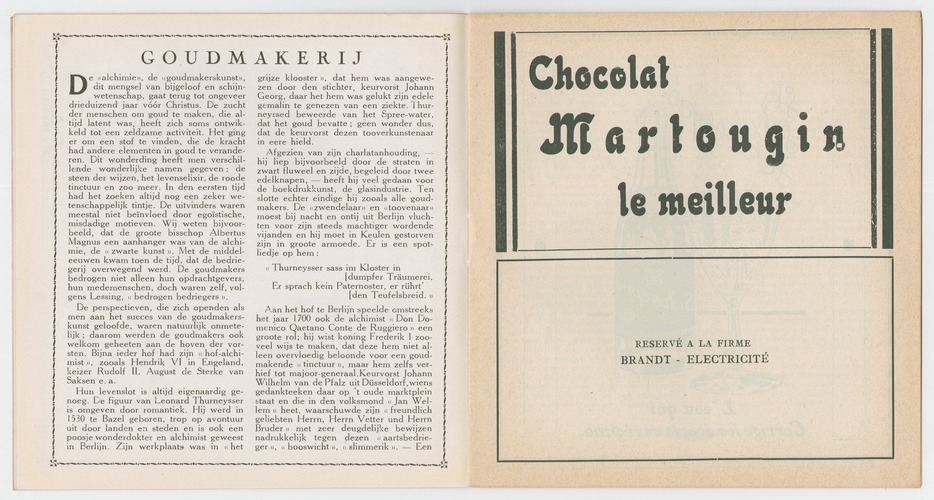 GOUDMAKERIJ
De «alchimie», de «goudmakerskunst»,
dit mengsel van bijgeloof en schijn-
wetenschap, gaat terug tot ongeveer
drieduizend jaar vóór Christus. De zucht
der menschen om goud te maken, die al-
tijd latent was, heeft zich soms ontwik-
keld tot een zeldzame activiteit. Het ging
er om een stof te vinden, die de kracht
had andere elementen in goud te verande-
ren. Dit wonderding heeft men verschil-
lende wonderlijke namen gegeven: de
steen der wijzen, het levenselixir, de roode
tinctuur en zoo meer. In den eersten tijd
had het zoeken altijd nog een zeker we-
tenschappelijk tintje. De uitvinders waren
meestal niet beïnvloed door egoïstische,
misdadige motieven. Wij weten bijvoor-
beeld, dat de groote bisschop Albertus
Magnus een aanhanger was van de alchi-
mie, de « zwarte kunst ». Met de middel-
eeuwen kwam toen de tijd, dat de bedrie-
gerij overwegend werd. De goudmakers
bedrogen niet alleen hun opdrachtgevers,
hun medemenschen, doch waren zelf, vol-
gens Lessing, « bedrogen bedriegers ».
De perspectieven, die zich openden als
men aan het succes van de goudmakers-
kunst geloofde, waren natuurlijk onmete-
lijk; daarom werden de goudmakers ook
welkom geheeten aan de hoven der vor-
sten. Bijna ieder hof had zijn « hof-alchi-
mist », zooals Hendrik VI in Engeland,
keizer Rudolf II, August de Sterke van
Saksen e. a.
Hun levenslot is altijd eigenaardig ge-
noeg. De figuur van Leonard Thurneysser
is omgeven door romantiek. Hij werd in
1530 te Bazel geboren, trop op avontuur
uit door landen en steden en is ook een
poosje wonderdokter en alchimist geweest
in Berlijn. Zijn werkplaats was in « het
grijze klooster », dat hem was aangewe-
zen door den stichter, keurvorst Johann
Georg, daar het hem was gelukt zijn edele
gemalin te genezen van een ziekte. Thur-
neyssed beweerde van het Spree-water,
dat het goud bevatte; geen wonder dus,
dat de keurvorst dezen tooverkunstenaar
in eere hield.
Afgezien van zijn charlatanhouding, —
hij liep bijvoorbeeld door de straten in
zwart fluweel en zijde, begeleid door twee
edelknapen, — heeft hij veel gedaan voor
de boekdrukkunst, de glasindustrie. Ten
slotte echter eindige hij zooals alle goud-
makers. De «zwendelaar» en «toovenaar»
moest bij nacht en ontij uit Berlijn vluch-
ten voor zijn steeds machtiger wordende
vijanden en hij moet in Keulen gestorven
zijn in groote armoede. Er is een spot-
liedje op hem:
« Thurneysser sass im Kloster in
[dumpfer Träumerei.
Er sprach kein Paternoster, er rührt'
[den Teufelsbreid. »
Aan het hof te Berlijn speelde omstreeks
het jaar 1700 ook de alchimist « Don Do-
menico Qaetano Conte de Ruggiero » een
groote rol; hij wist koning Frederik I zoo-
veel wijs te maken, dat deze hem niet al-
leen overvloedig beloonde voor een goud-
makende « tinctuur », maar hem zelfs ver-
hief tot majoor-generaal. Keurvorst Johann
Wilhelm van de Pfalz uit Düsseldorf, wiens
gedankteeken daar op 't oude marktplein
staat en die in den volksmond « Jan Wel-
lem » heet, waarschuwde zijn « freundlich
geliebten Herrn, Herrn Vetter und Herrn
Bruder » met zeer deugdelijke bewijzen
nadrukkelijk tegen dezen « aartsbedrie-
ger », « booswicht », « slimmerik ». — Een
Chocolat
Martougin
le meilleur
RESERVÉ A LA FIRME
BRANDT - ELECTRICITÉ